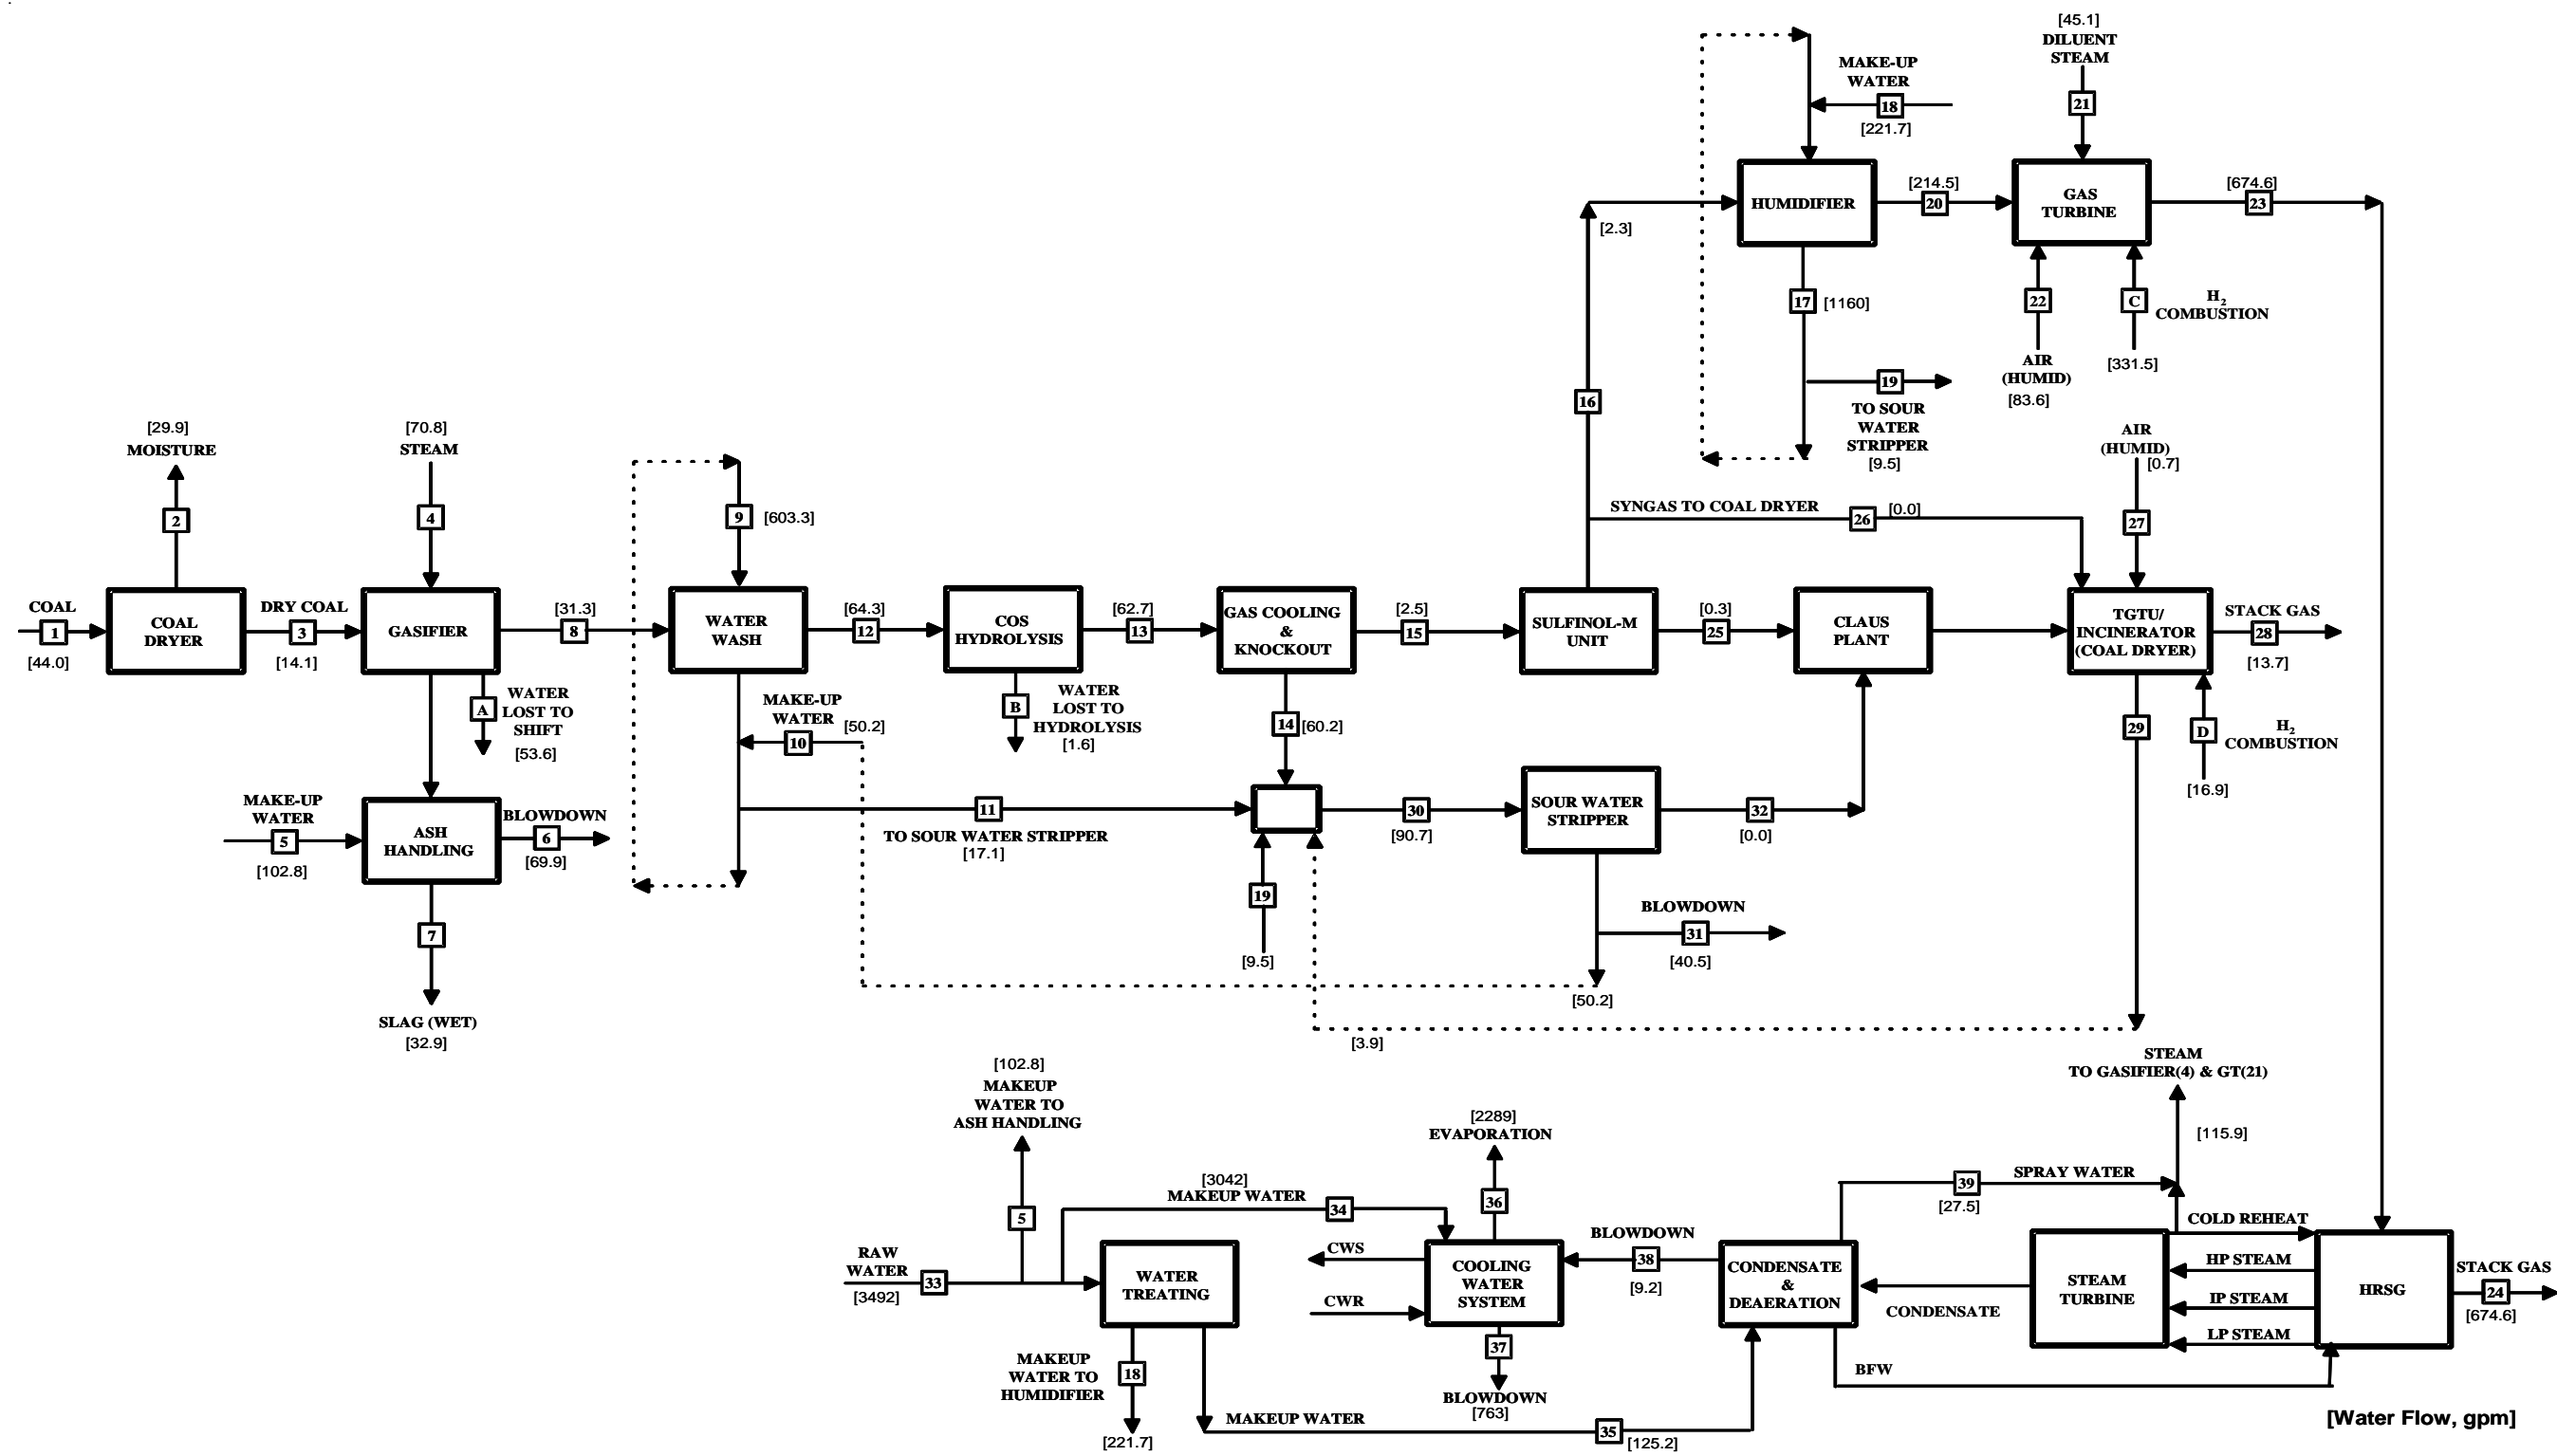 [45.1]
DILUENT
STEAM
21
MAKE-UP
WATER
18
[221.7]
HUMIDIFIER
[214.5]
20
GAS
TURBINE
[674.6]
23
[2.3]
17
[1160]
22
AIR
(HUMID)
[83.6]
C
H2
COMBUSTION
[331.5]
19
TO SOUR
WATER
STRIPPER
[9.5]
16
[29.9]
MOISTURE
2
[70.8]
STEAM
4
9
[603.3]
SYNGAS TO COAL DRYER
26
[0.0]
AIR
(HUMID)
[0.7]
27
COAL
1
[44.0]
COAL
DRYER
DRY COAL
3
[14.1]
GASIFIER
[31.3]
8
WATER
WASH
[64.3]
12
COS
HYDROLYSIS
[62.7]
13
GAS COOLING
&
KNOCKOUT
[2.5]
15
SULFINOL-M
UNIT
[0.3]
25
CLAUS
PLANT
TGTU/
INCINERATOR
(COAL DRYER)
STACK GAS
28
[13.7]
A
WATER
LOST TO
SHIFT
[53.6]
MAKE-UP
WATER
[50.2]
10
B
WATER
LOST TO
HYDROLYSIS
[1.6]
14
[60.2]
29
D
H2
COMBUSTION
[16.9]
MAKE-UP
WATER
5
[102.8]
ASH
HANDLING
BLOWDOWN
6
[69.9]
11
TO SOUR WATER STRIPPER
[17.1]
30
[90.7]
SOUR WATER
STRIPPER
32
[0.0]
7
SLAG (WET)
[32.9]
19
[9.5]
BLOWDOWN
31
[40.5]
[50.2]
[3.9]
[102.8]
MAKEUP
WATER TO
ASH HANDLING
5
[3042]
MAKEUP WATER
34
[2289]
EVAPORATION
36
STEAM
TO GASIFIER(4) & GT(21)
[115.9]
39
SPRAY WATER
[27.5]
RAW
WATER
33
[3492]
WATER
TREATING
CWS
CWR
COOLING
WATER
SYSTEM
BLOWDOWN
38
[9.2]
CONDENSATE
&
DEAERATION
CONDENSATE
STEAM
TURBINE
COLD REHEAT
HP STEAM
IP STEAM
LP STEAM
HRSG
STACK GAS
24
[674.6]
MAKEUP
WATER TO
HUMIDIFIER
18
[221.7]
37
BLOWDOWN
[763]
MAKEUP WATER
35
[125.2]
BFW
[Water Flow, gpm]